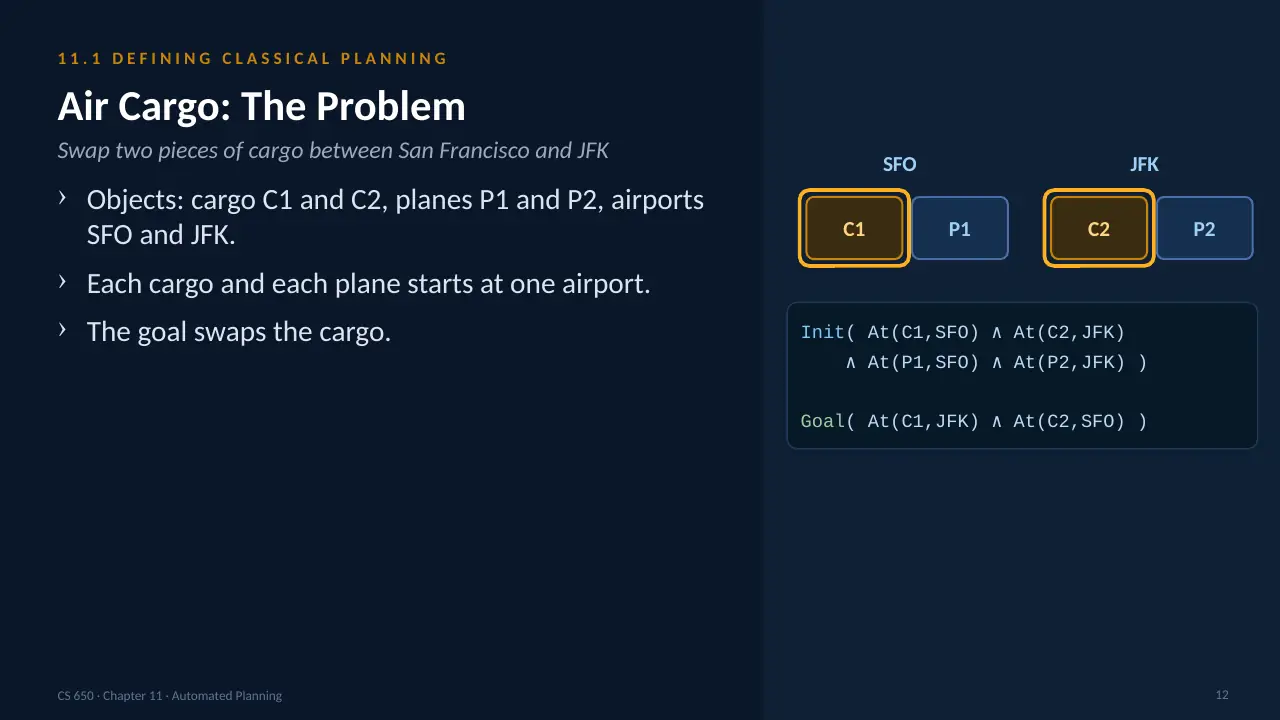 11.1 DEFINING CLASSICAL PLANNING
Air Cargo: The Problem
Swap two pieces of cargo between San Francisco and JFK
› Objects: cargo C1 and C2, planes P1 and P2, airports
SFO and JFK.
› Each cargo and each plane starts at one airport.
› The goal swaps the cargo.
SFO JFK
C1 P1 C2 P2
Init( At(C1,SFO) ∧ At(C2,JFK)
∧ At(P1,SFO) ∧ At(P2,JFK) )
Goal( At(C1,JFK) ∧ At(C2,SFO) )
CS 650 · Chapter 11 · Automated Planning
12